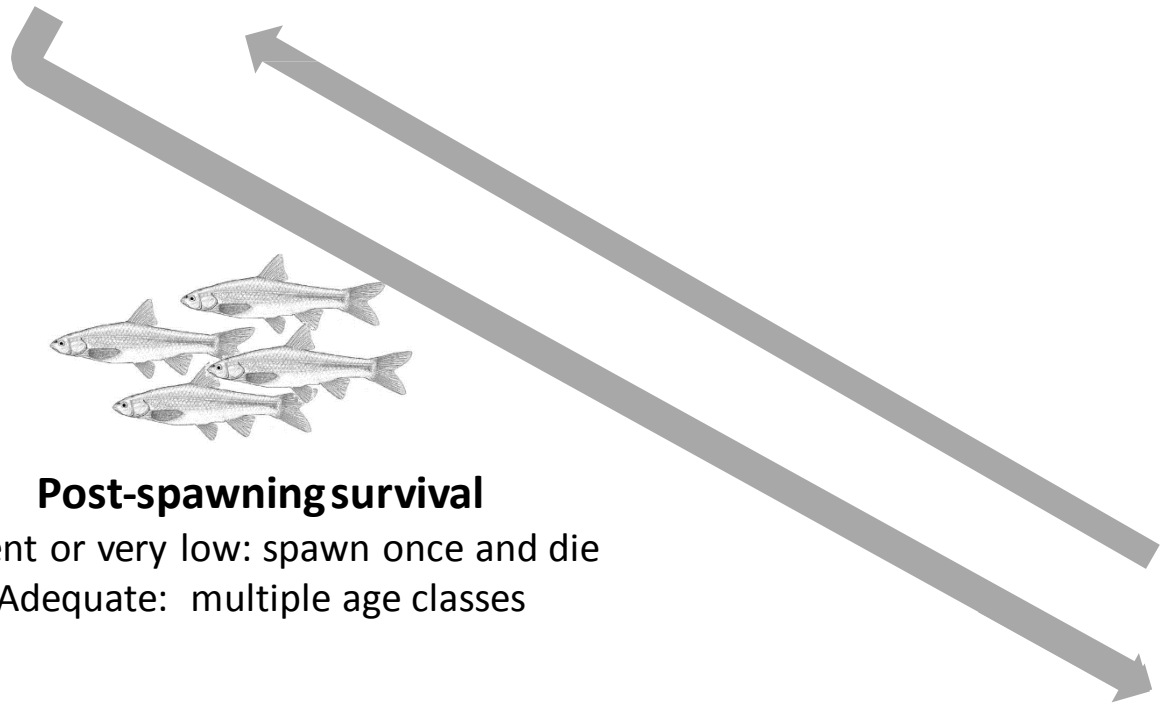 Post-spawning survival
ent or very low: spawn once and die
Adequate: multiple age classes